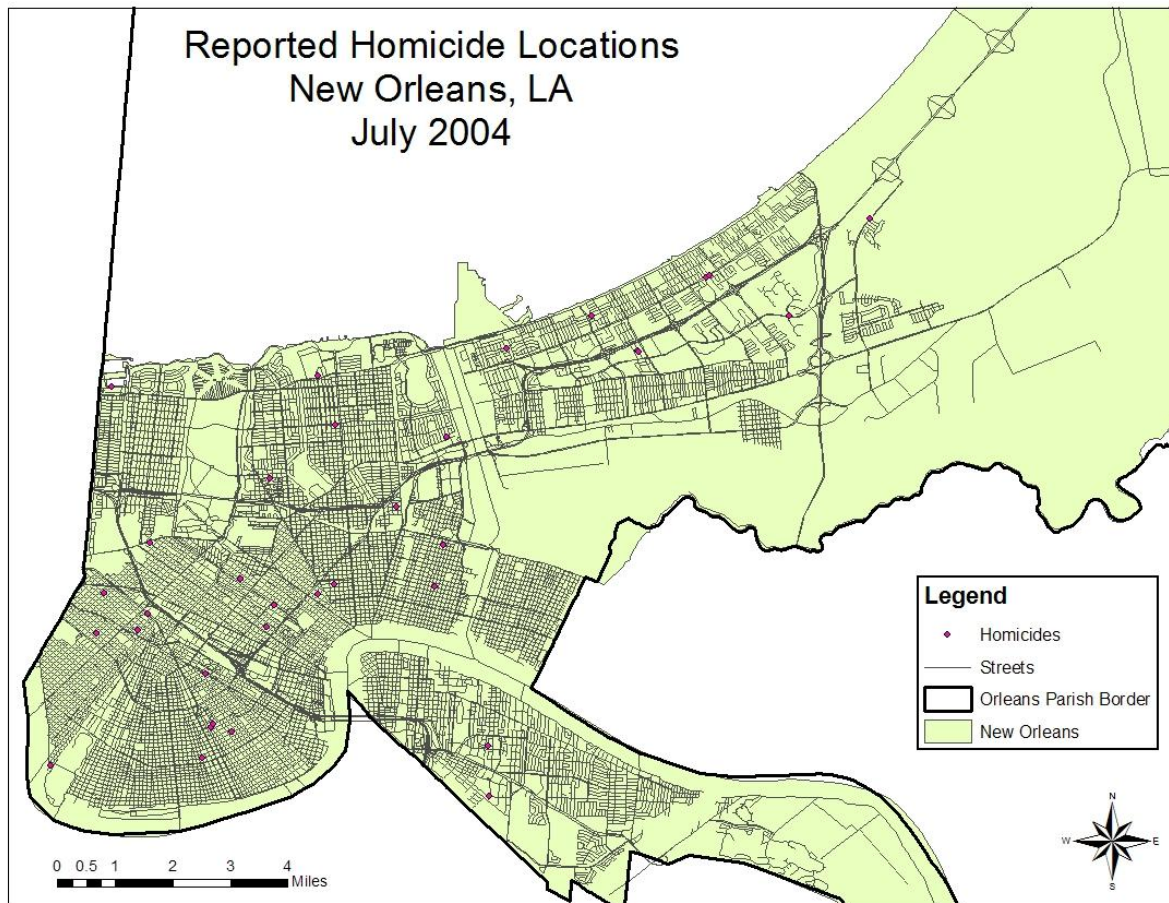 Reported Homicide Locations
New Orleans, LA
July 2004
Legend
Homicides
Streets
Orleans Parish Border
New Orleans
0 0.5 1 2 3 4
Miles
N
W E
S